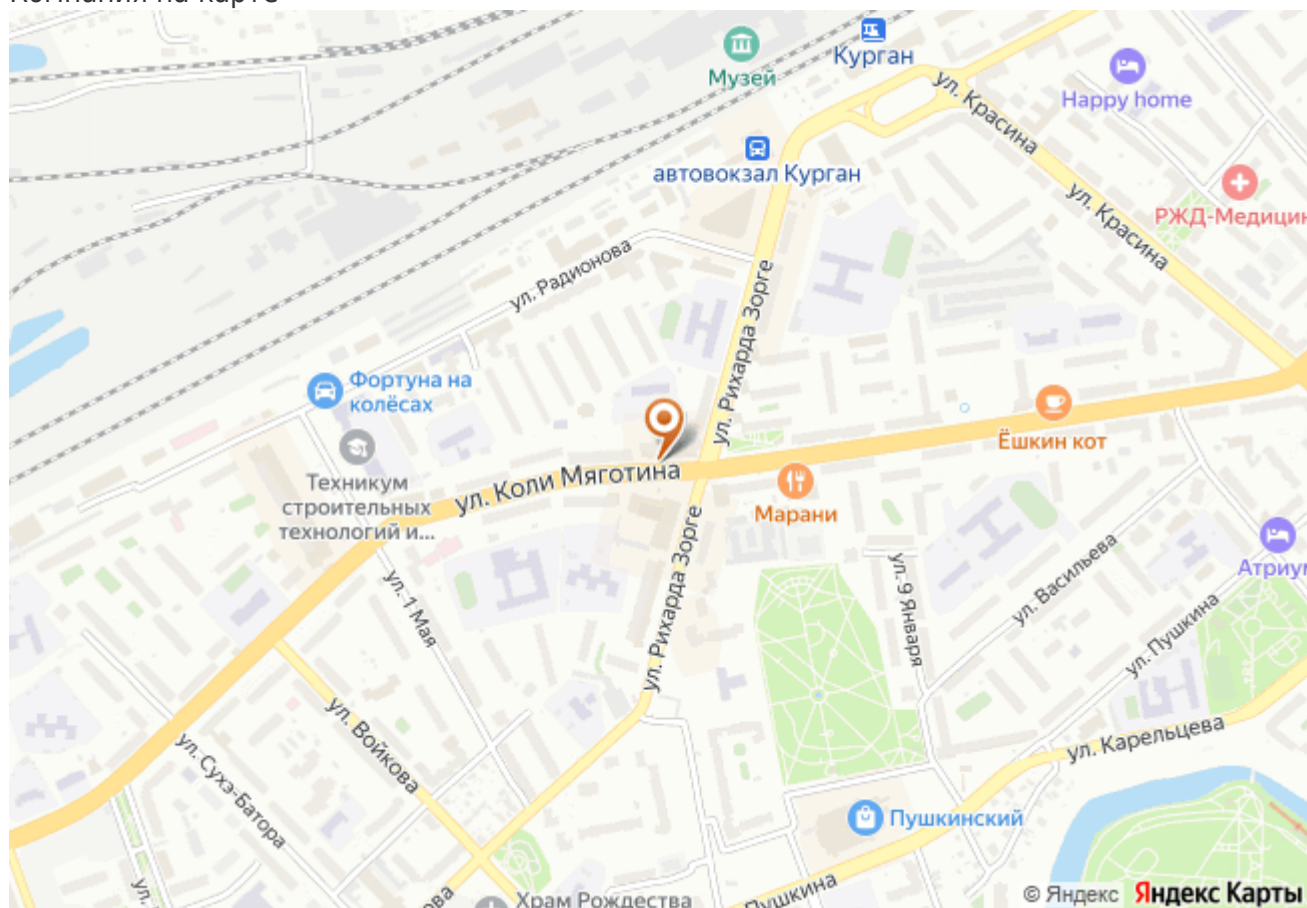 Компания на карте
Курган
Музей
Happy home
ул. Красина
автовокзал Курган
РЖД-Медицин
ул. Красина
ул. Радионова
ул. Рихарда Зорге
Фортуна на
колёсах
Ёшкин кот
Техникум
строительных
технологий и...
ул. Коли Мяготина
Марани
ул. Рихарда Зорге
Атриум
ул. 1 Мая
ул. 9 Января
ул. Васильева
ул. Пушкина
ул. Войкова
ул. Карельцева
ул. Сухэ-Батора
Пушкинский
ул.
ова
Храм Рождества
Пушкина
© Яндекс Яндекс Карты